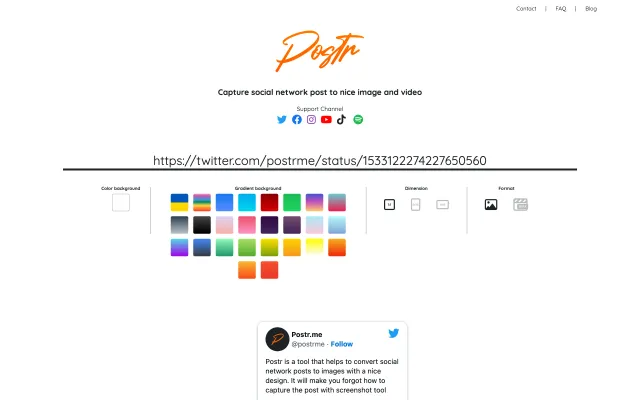 Contact | FAQ | Blog
Postr
Capture social network post to nice image and video
Support Channel
https://twitter.com/postrme/status/1533122274227650560
Color background
Gradient background
Dimension
Format
Postr.me
@postrme · Follow
Postr is a tool that helps to convert social
network posts to images with a nice
design. It will make you forgot how to
capture the post with screenshot tool